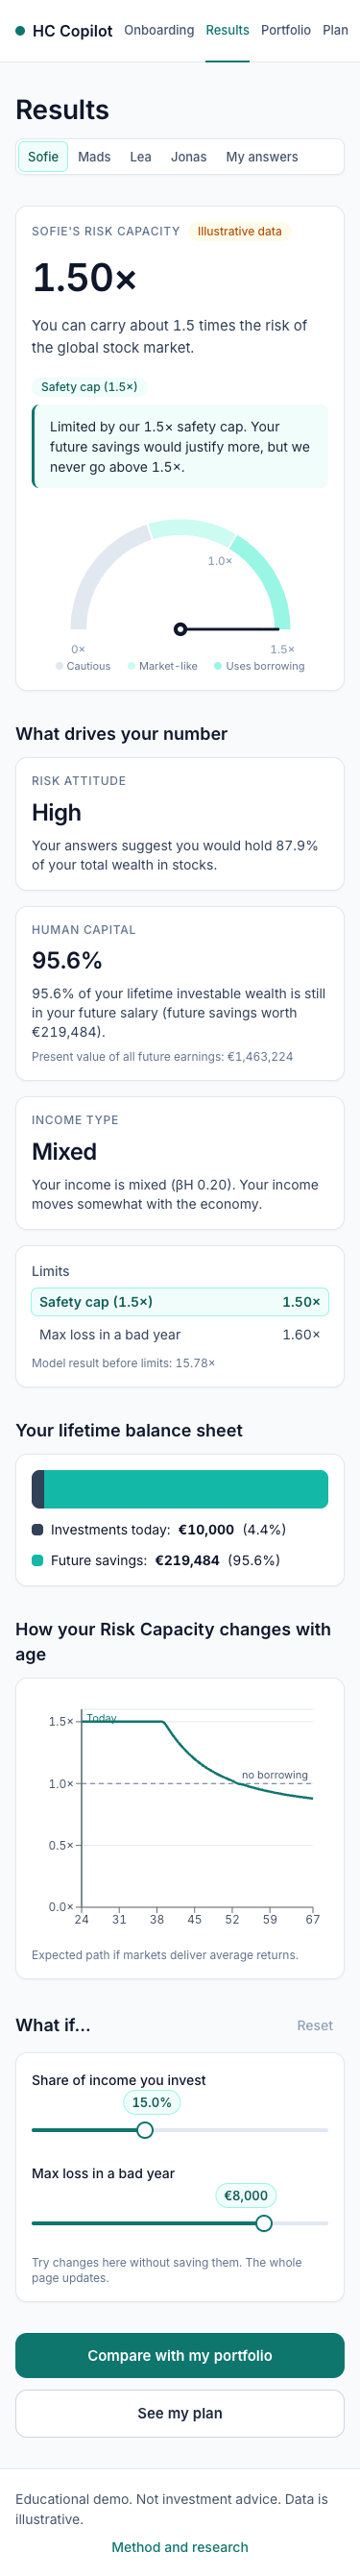 HC Copilot Onboarding Results Portfolio Plan
Results
Sofie Mads Lea Jonas My answers
SOFIE'S RISK CAPACITY Illustrative data
1.50×
You can carry about 1.5 times the risk of
the global stock market.
Safety cap (1.5×)
Limited by our 1.5× safety cap. Your
future savings would justify more, but we
never go above 1.5×.
1.0×
0× 1.5×
Cautious Market-like Uses borrowing
What drives your number
RISK ATTITUDE
High
Your answers suggest you would hold 87.9%
of your total wealth in stocks.
HUMAN CAPITAL
95.6%
95.6% of your lifetime investable wealth is still
in your future salary (future savings worth
€219,484).
Present value of all future earnings: €1,463,224
INCOME TYPE
Mixed
Your income is mixed (βH 0.20). Your income
moves somewhat with the economy.
Limits
Safety cap (1.5×) 1.50×
Max loss in a bad year 1.60×
Model result before limits: 15.78×
Your lifetime balance sheet
Investments today: €10,000 (4.4%)
Future savings: €219,484 (95.6%)
How your Risk Capacity changes with
age
Today
1.5×
no borrowing
1.0×
0.5×
0.0×
24 31 38 45 52 59 67
Expected path if markets deliver average returns.
What if... Reset
Share of income you invest
15.0%
Max loss in a bad year
€8,000
Try changes here without saving them. The whole
page updates.
Compare with my portfolio
See my plan
Educational demo. Not investment advice. Data is
illustrative.
Method and research